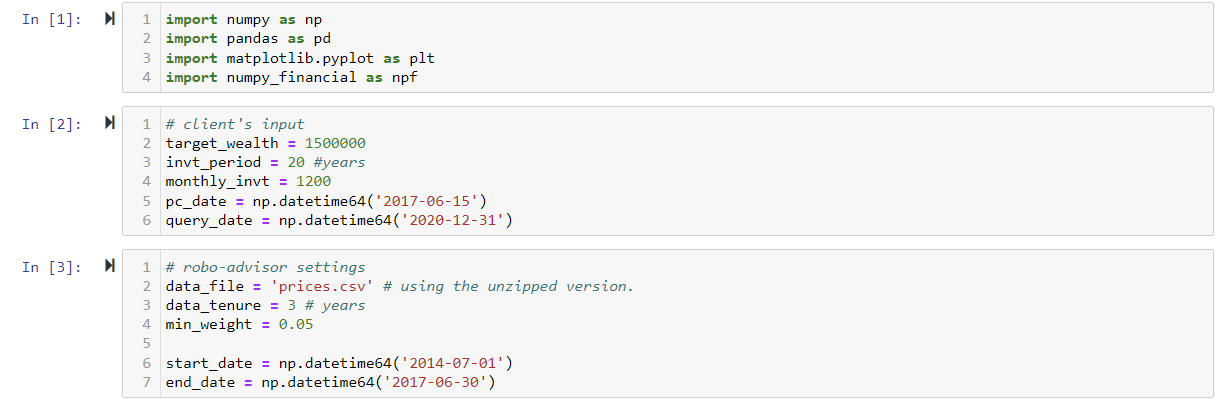 In [1]:
1 import numpy as np
2 import pandas as pd
3 import matplotlib.pyplot as plt
4 import numpy_financial as npf
In [2]:
1 # client's input
2 target_wealth = 1500000
3 invt_period = 20 #years
4 monthly_invt = 1200
5 pc_date = np.datetime64('2017-06-15')
6 query_date = np.datetime64('2020-12-31')
In [3]:
1 # robo-advisor settings
2 data_file = 'prices.csv' # using the unzipped version.
3 data_tenure = 3 # years
4 min_weight = 0.05
5
6 start_date = np.datetime64('2014-07-01')
7 end_date = np.datetime64('2017-06-30')